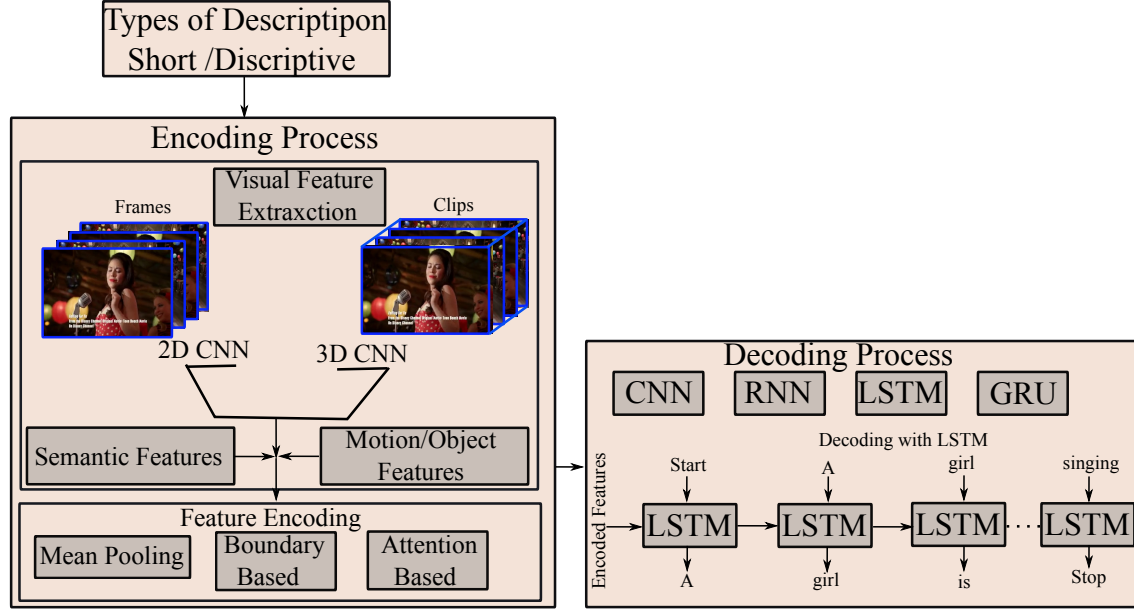 Types of Descriptipon
Short /Discriptive
Encoding Process
Visual Feature
Extraxction
Frames
Clips
2D CNN
3D CNN
Semantic Features
Motion/Object
Features
Feature Encoding
Mean Pooling
Boundary
Based
Attention
Based
Decoding Process
CNN
RNN
LSTM
GRU
Decoding with LSTM
Encoded Features
Start
A
girl
singing
LSTM
LSTM
LSTM
....
LSTM
A
girl
is
Stop